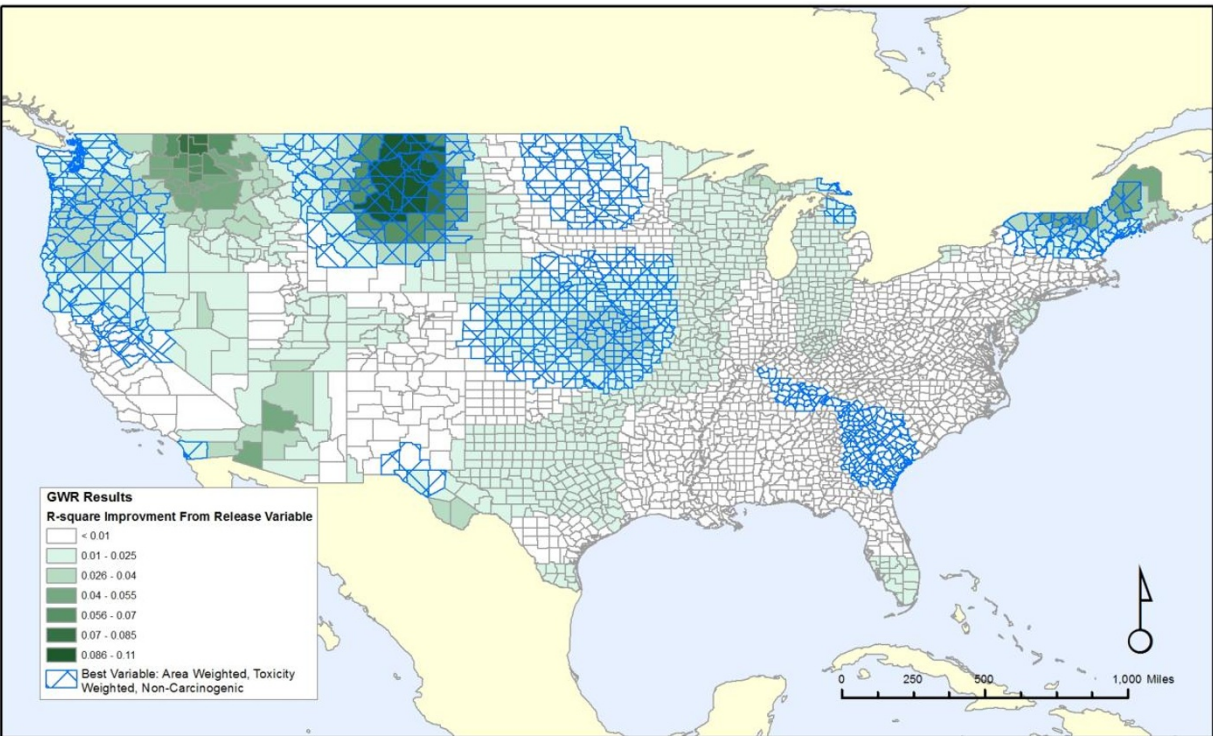 GWR Results
R-square Improvment From Release Variable
< 0.01
0.01 - 0.025
0.026 - 0.04
0.04 - 0.055
0.056 - 0.07
0.07 - 0.085
0.086 - 0.11
Best Variable: Area Weighted, Toxicity
Weighted, Non-Carcinogenic
0 250 500 1,000 Miles